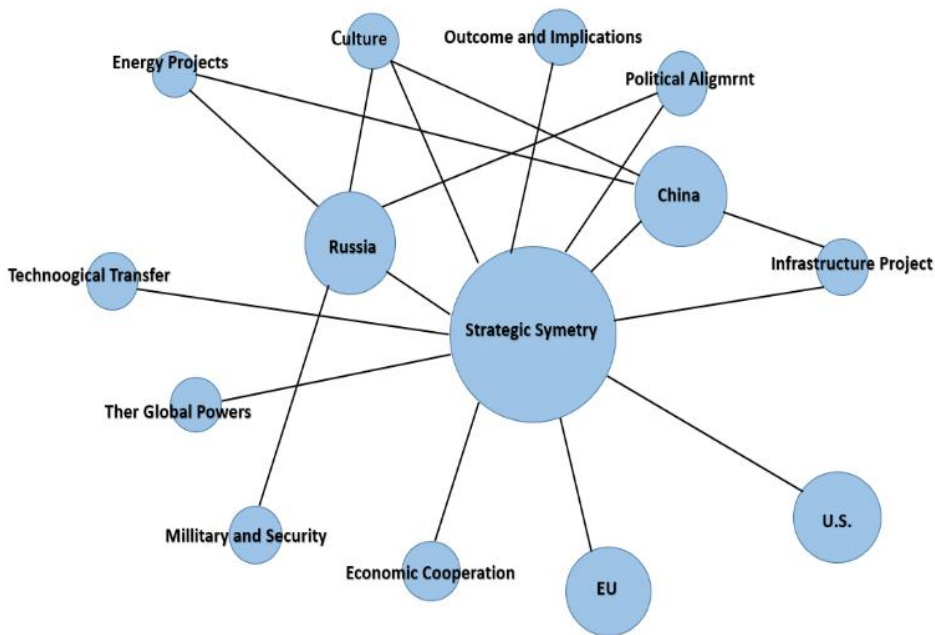 Culture
Outcome and Implications
Energy Projects
Political Aligmrnt
China
Russia
Infrastructure Project
Technoogical Transfer
Strategic Symetry
Ther Global Powers
U.S.
Millitary and Security
Economic Cooperation
EU